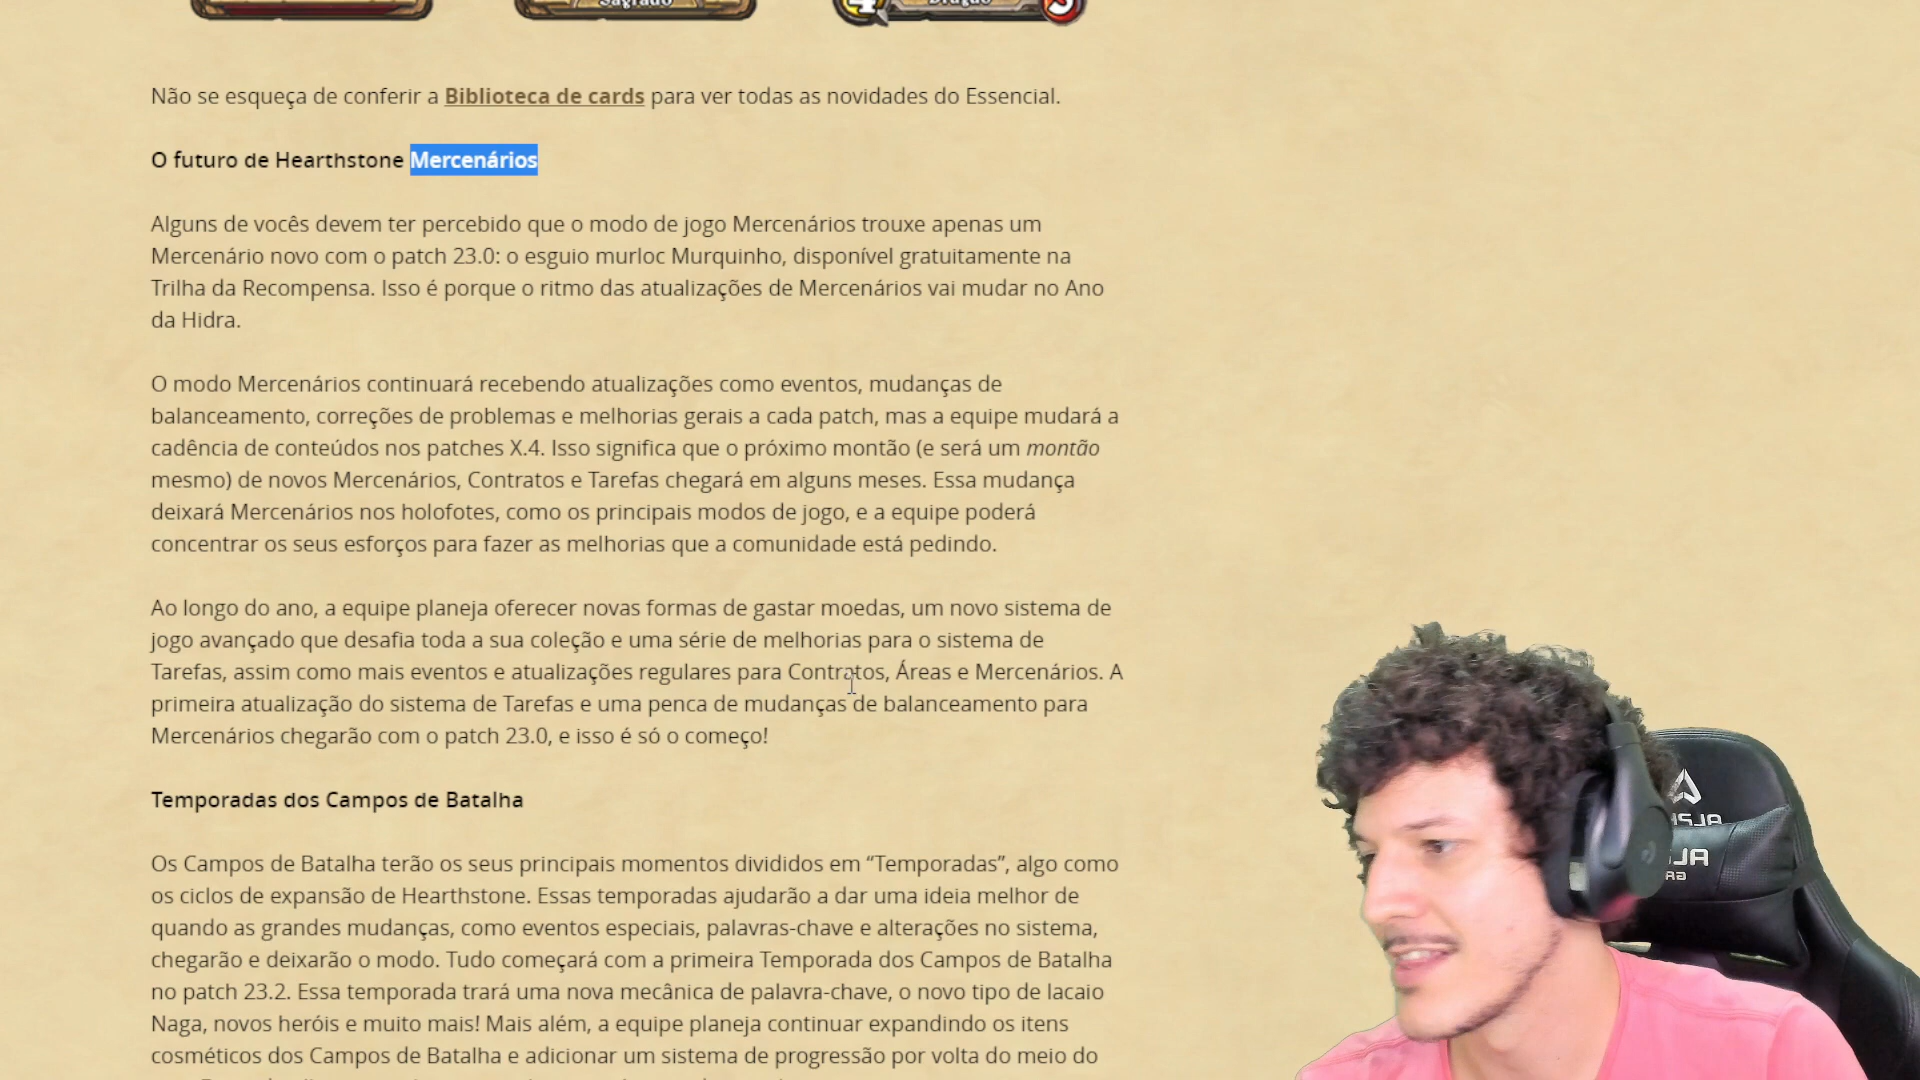 Sagrado
Dragão
4
Não se esqueça de conferir a Biblioteca de cards para ver todas as novidades do Essencial.
O futuro de Hearthstone Mercenários
Alguns de vocês devem ter percebido que o modo de jogo Mercenários trouxe apenas um
Mercenário novo com o patch 23.0: o esguio murloc Murquinho, disponível gratuitamente na
Trilha da Recompensa. Isso é porque o ritmo das atualizações de Mercenários vai mudar no Ano
da Hidra.
O modo Mercenários continuará recebendo atualizações como eventos, mudanças de
balanceamento, correções de problemas e melhorias gerais a cada patch, mas a equipe mudará a
cadência de conteúdos nos patches X.4. Isso significa que o próximo montão (e será um montão
mesmo) de novos Mercenários, Contratos e Tarefas chegará em alguns meses. Essa mudança
deixará Mercenários nos holofotes, como os principais modos de jogo, e a equipe poderá
concentrar os seus esforços para fazer as melhorias que a comunidade está pedindo.
Ao longo do ano, a equipe planeja oferecer novas formas de gastar moedas, um novo sistema de
jogo avançado que desafia toda a sua coleção e uma série de melhorias para o sistema de
Tarefas, assim como mais eventos e atualizações regulares para Contratos, Áreas e Mercenários. A
primeira atualização do sistema de Tarefas e uma penca de mudanças de balanceamento para
Mercenários chegarão com o patch 23.0, e isso é só o começo!
Temporadas dos Campos de Batalha
Os Campos de Batalha terão os seus principais momentos divididos em “Temporadas”, algo como
os ciclos de expansão de Hearthstone. Essas temporadas ajudarão a dar uma ideia melhor de
quando as grandes mudanças, como eventos especiais, palavras-chave e alterações no sistema,
chegarão e deixarão o modo. Tudo começará com a primeira Temporada dos Campos de Batalha
no patch 23.2. Essa temporada trará uma nova mecânica de palavra-chave, o novo tipo de lacaio
Naga, novos heróis e muito mais! Mais além, a equipe planeja continuar expandindo os itens
cosméticos dos Campos de Batalha e adicionar um sistema de progressão por volta do meio do